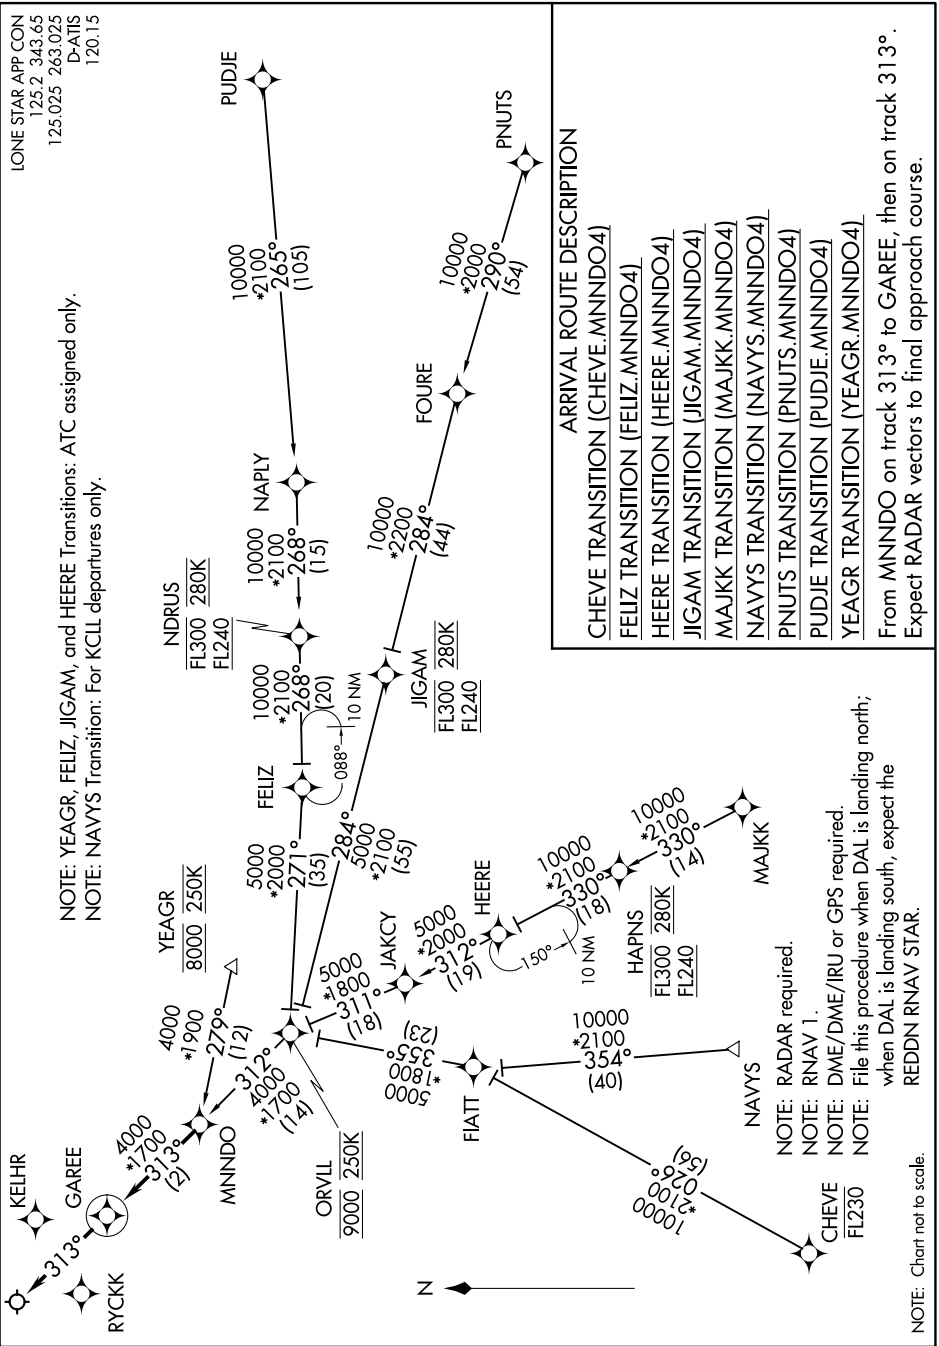 LONE STAR APP CON
125.2 343.65
125.025 263.025
D-ATIS
120.15
NOTE: YEAGR, FELIZ, JIGAM, and HEERE Transitions: ATC assigned only.
NOTE: NAVYS Transition: For KCLL departures only.
KELHR
GAREE
RYCKK
313°
4000
*1700
313°
(2)
MNNDO
YEAGR
8000 250K
4000
*1900
279°
(12)
312°
4000
*1700
(14)
ORVLL
9000 250K
5000
*2000
271°
(35)
FELIZ
088°
10 NM
10000
*2100
268°
(20)
NDRUS
FL300 280K
FL240
10000
*2100
268°
(15)
NAPLY
10000
*2100
265°
(105)
PUDJE
284°
5000
*2100
(55)
JIGAM
FL300 280K
FL240
10000
*2200
284°
(44)
FOURE
10000
*2000
290°
(54)
PNUTS
5000
*1800
311°
(18)
JAKCY
5000
*2000
312°
(19)
HEERE
150°
10 NM
10000
*2100
330°
(18)
HAPNS
FL300 280K
FL240
10000
*2100
330°
(14)
MAJKK
5000
*1800
355°
(23)
FIATT
10000
*2100
354°
(40)
NAVYS
10000
*2100
026°
(56)
CHEVE
FL230
N
NOTE: RADAR required.
NOTE: RNAV 1.
NOTE: DME/DME/IRU or GPS required.
NOTE: File this procedure when DAL is landing north;
when DAL is landing south, expect the
REDDN RNAV STAR.
NOTE: Chart not to scale.
ARRIVAL ROUTE DESCRIPTION
CHEVE TRANSITION (CHEVE.MNNDO4)
FELIZ TRANSITION (FELIZ.MNNDO4)
HEERE TRANSITION (HEERE.MNNDO4)
JIGAM TRANSITION (JIGAM.MNNDO4)
MAJKK TRANSITION (MAJKK.MNNDO4)
NAVYS TRANSITION (NAVYS.MNNDO4)
PNUTS TRANSITION (PNUTS.MNNDO4)
PUDJE TRANSITION (PUDJE.MNNDO4)
YEAGR TRANSITION (YEAGR.MNNDO4)
From MNNDO on track 313° to GAREE, then on track 313°.
Expect RADAR vectors to final approach course.